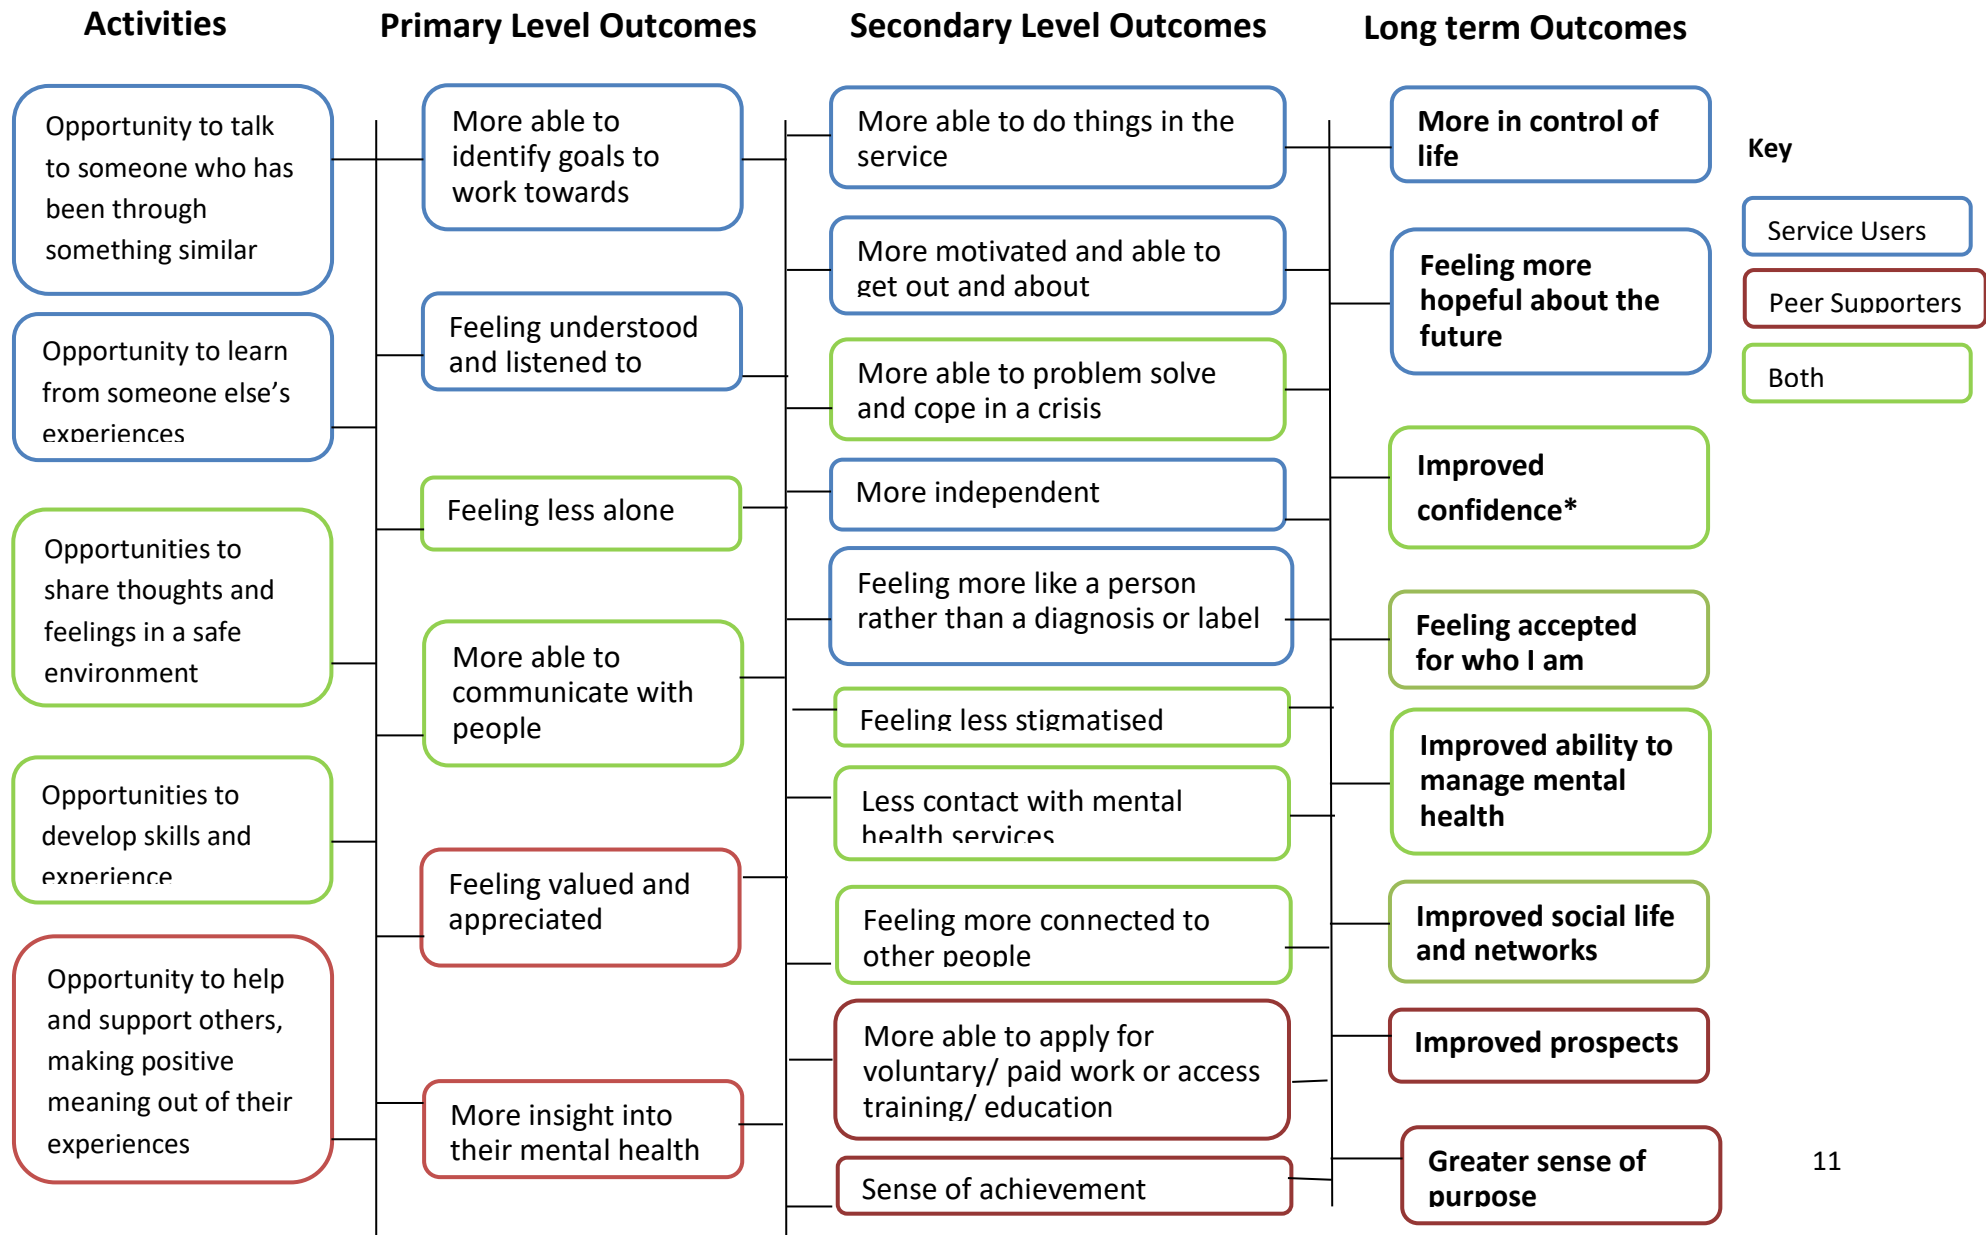 Activities
Primary Level Outcomes
Secondary Level Outcomes
Long term Outcomes
Opportunity to talk
to someone who has
been through
something similar
Opportunity to learn
from someone else's
experiences
Opportunities to
share thoughts and
feelings in a safe
environment
Opportunities to
develop skills and
experience
Opportunity to help
and support others,
making positive
meaning out of their
experiences
More able to
identify goals to
work towards
Feeling understood
and listened to
Feeling less alone
More able to
communicate with
people
Feeling valued and
appreciated
More insight into
their mental health
More able to do things in the
service
More motivated and able to
get out and about
More able to problem solve
and cope in a crisis
More independent
Feeling more like a person
rather than a diagnosis or label
Feeling less stigmatised
Less contact with mental
health services
Feeling more connected to
other people
More able to apply for
voluntary/ paid work or access
training/ education
Sense of achievement
More in control of
life
Feeling more
hopeful about the
future
Improved
confidence*
Feeling accepted
for who I am
Improved ability to
manage mental
health
Improved social life
and networks
Improved prospects
Greater sense of
purpose
Key
Service Users
Peer Supporters
Both
11